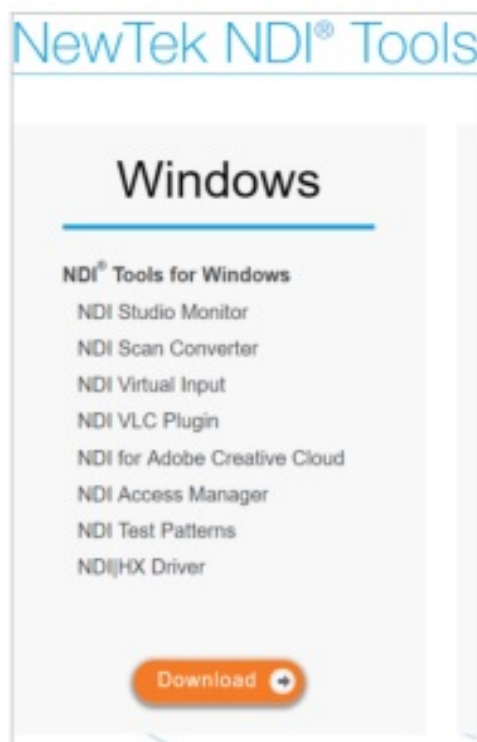 NewTek NDI® Tools
Windows
NDI® Tools for Windows
NDI Studio Monitor
NDI Scan Converter
NDI Virtual Input
NDI VLC Plugin
NDI for Adobe Creative Cloud
NDI Access Manager
NDI Test Patterns
NDI|HX Driver
Download